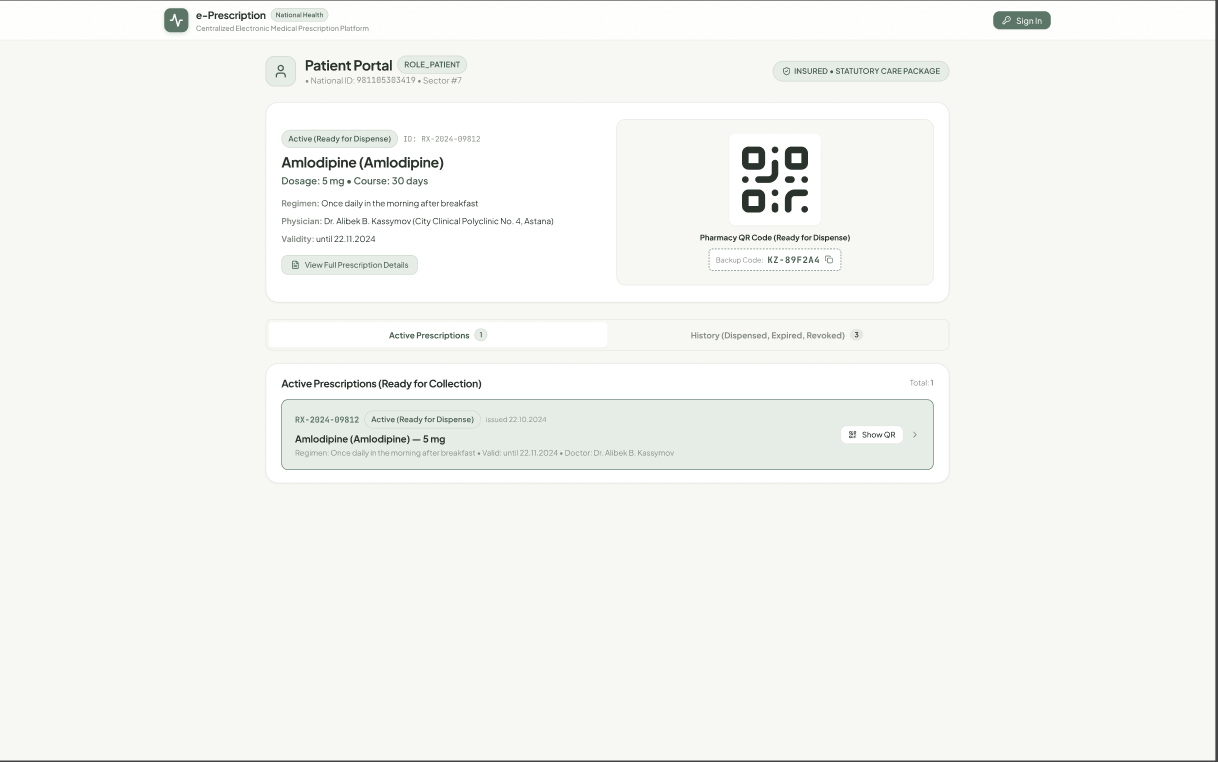 e-Prescription National Health
Centralized Electronic Medical Prescription Platform
Sign In
Patient Portal ROLE_PATIENT
• National ID: 981105303419 • Sector #7
INSURED • STATUTORY CARE PACKAGE
Active (Ready for Dispense) ID: RX-2024-09812
Amlodipine (Amlodipine)
Dosage: 5 mg • Course: 30 days
Regimen: Once daily in the morning after breakfast
Physician: Dr. Alibek B. Kassymov (City Clinical Polyclinic No. 4, Astana)
Validity: until 22.11.2024
View Full Prescription Details
Pharmacy QR Code (Ready for Dispense)
Backup Code: KZ-89F2A4
Active Prescriptions 1
History (Dispensed, Expired, Revoked) 3
Active Prescriptions (Ready for Collection)
Total: 1
RX-2024-09812 Active (Ready for Dispense) issued 22.10.2024
Amlodipine (Amlodipine) — 5 mg
Regimen: Once daily in the morning after breakfast • Valid: until 22.11.2024 • Doctor: Dr. Alibek B. Kassymov
Show QR